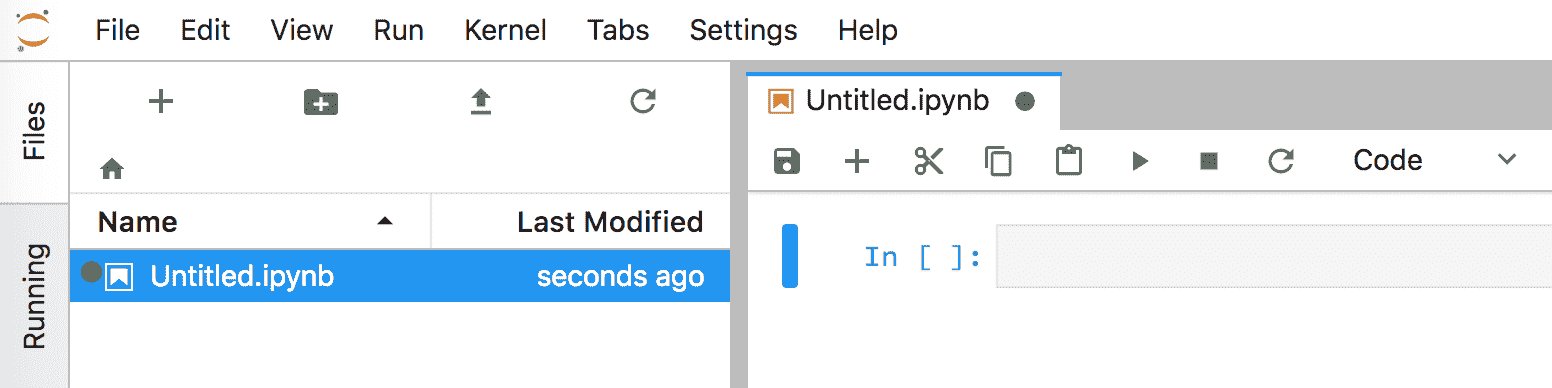 File Edit View Run Kernel Tabs Settings Help
Files
Running
Name Last Modified
Untitled.ipynb seconds ago
Untitled.ipynb
Code
In [ ]: